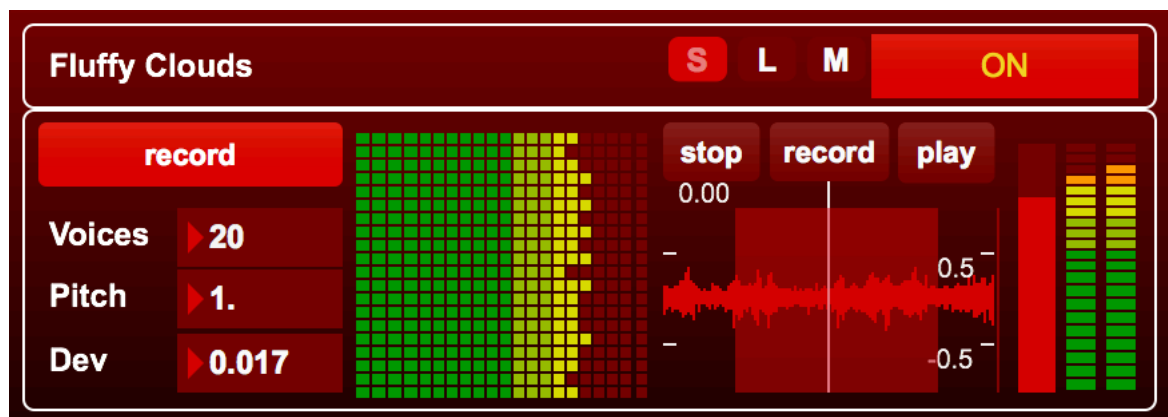 Fluffy Clouds S L M ON
record stop record play
0.00
Voices 20
0.5
Pitch 1.
Dev 0.017 -0.5